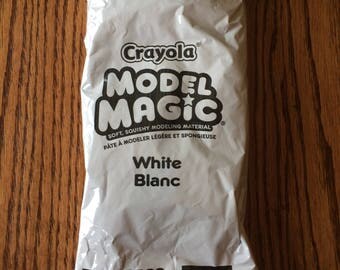 Crayola®
MODEL
MAGIC®
SOFT, SQUISHY MODELING MATERIAL
PÂTE À MODELER LÉGÈRE ET SPONGIEUSE
White
Blanc